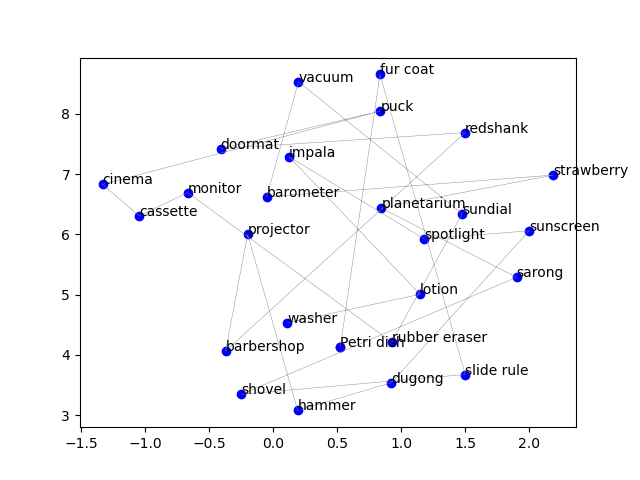 fur coat
vacuum
puck
redshank
doormat
impala
strawberry
cinema
monitor
barometer
planetarium
cassette
sundial
projector
spotlight
sunscreen
sarong
lotion
washer
barbershop
Petri dish
rubber eraser
shovel
dugong
slide rule
hammer
8
7
6
5
4
3
−1.5
−1.0
−0.5
0.0
0.5
1.0
1.5
2.0